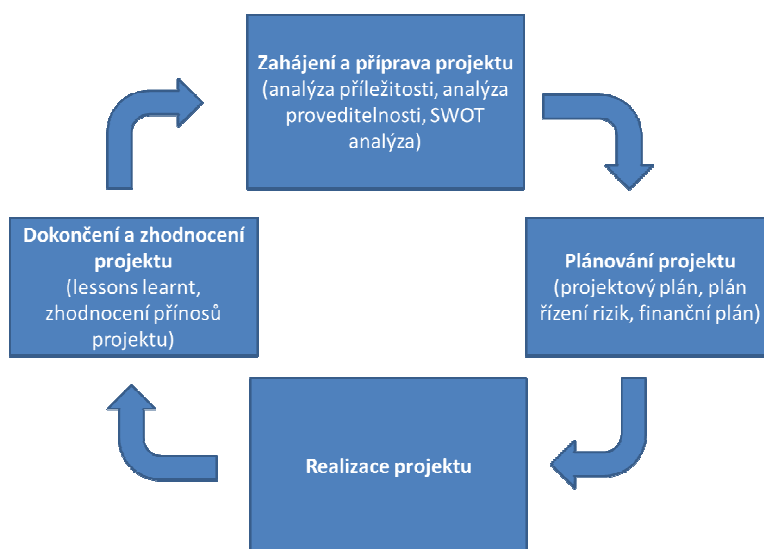 Zahájení a příprava projektu
(analýza příležitosti, analýza
proveditelnosti, SWOT
analýza)
Dokončení a zhodnocení
projektu
(lessons learnt,
zhodnocení přínosů
projektu)
Plánování projektu
(projektový plán, plán
řízení rizik, finanční plán)
Realizace projektu